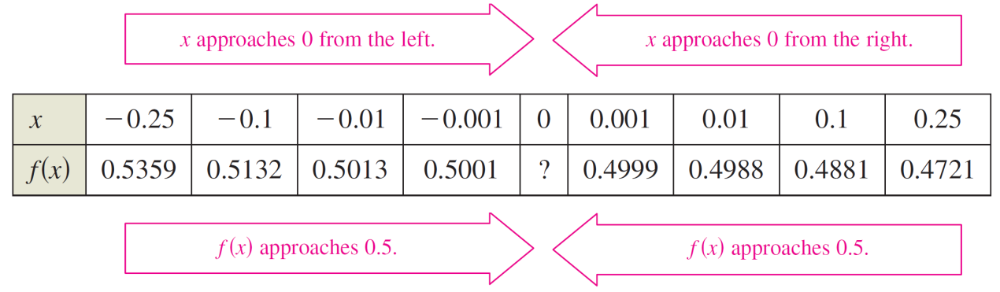 x approaches 0 from the left. x approaches 0 from the right.
x −0.25 −0.1 −0.01 −0.001 0 0.001 0.01 0.1 0.25
f(x) 0.5359 0.5132 0.5013 0.5001 ? 0.4999 0.4988 0.4881 0.4721
f(x) approaches 0.5. f(x) approaches 0.5.